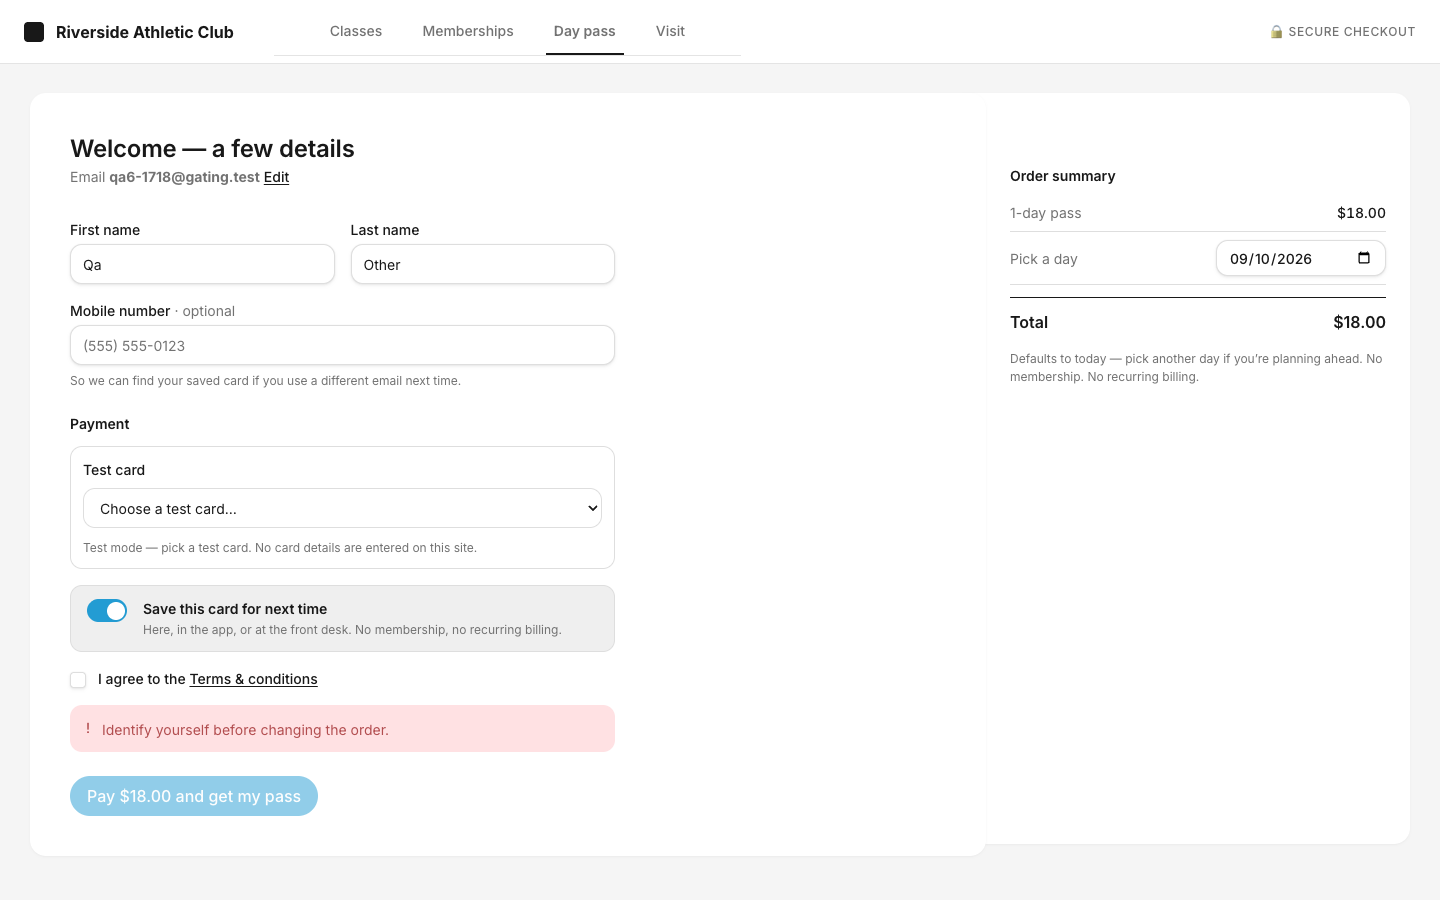 Riverside Athletic Club
Classes
Memberships
Day pass
Visit
SECURE CHECKOUT
Welcome — a few details
Email qa6-1718@gating.test Edit
First name
Last name
Qa
Other
Mobile number · optional
(555) 555-0123
So we can find your saved card if you use a different email next time.
Payment
Test card
Choose a test card...
Test mode — pick a test card. No card details are entered on this site.
Save this card for next time
Here, in the app, or at the front desk. No membership, no recurring billing.
I agree to the Terms & conditions
! Identify yourself before changing the order.
Pay $18.00 and get my pass
Order summary
1-day pass $18.00
Pick a day 09/10/2026
Total $18.00
Defaults to today — pick another day if you're planning ahead. No
membership. No recurring billing.